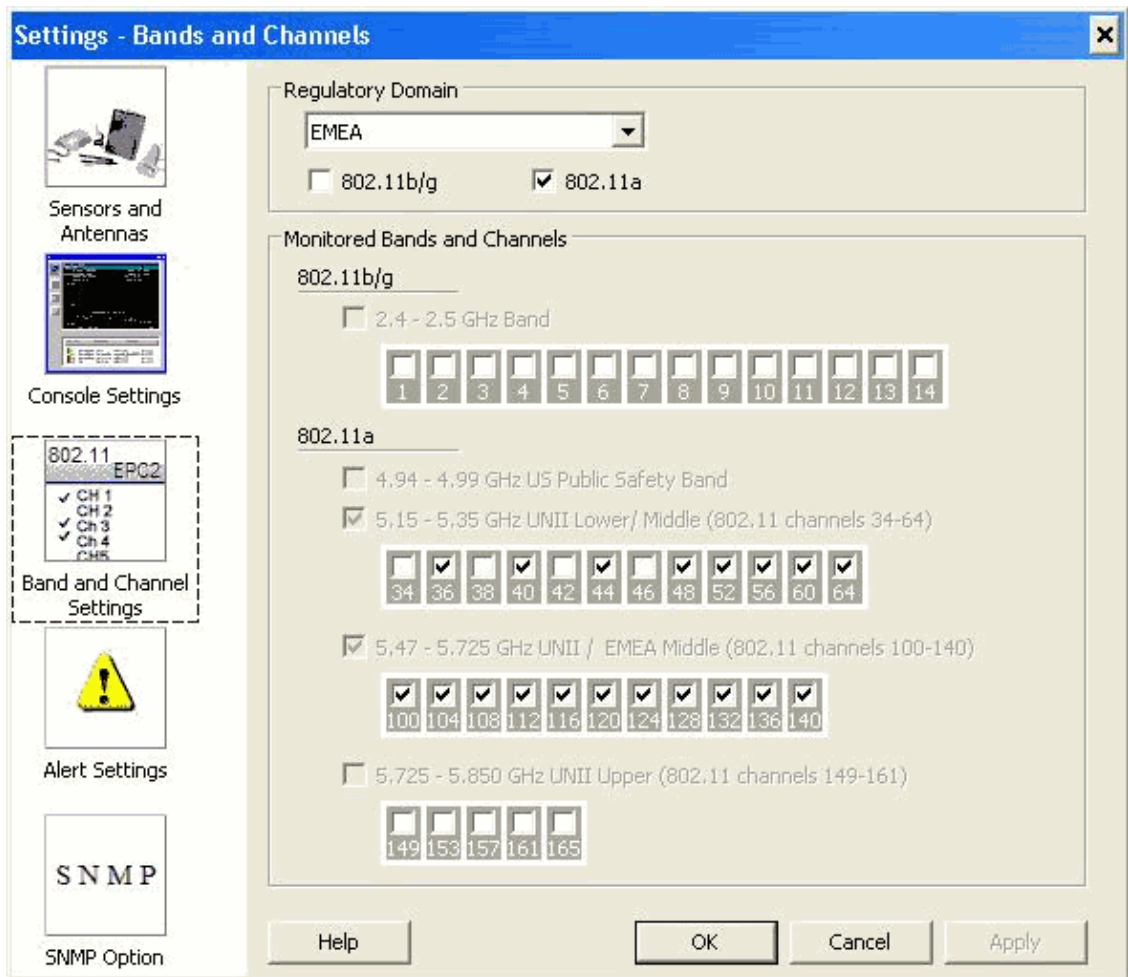 Settings - Bands and Channels
Sensors and
Antennas
Console Settings
802.11
EPC2
CH 1
CH 2
Ch 3
Ch 4
CH5
Band and Channel
Settings
Alert Settings
SNMP
SNMP Option
Regulatory Domain
EMEA
802.11b/g 802.11a
Monitored Bands and Channels
802.11b/g
2.4 - 2.5 GHz Band
1 2 3 4 5 6 7 8 9 10 11 12 13 14
802.11a
4.94 - 4.99 GHz US Public Safety Band
5.15 - 5.35 GHz UNII Lower/ Middle (802.11 channels 34-64)
34 36 38 40 42 44 46 48 52 56 60 64
5.47 - 5.725 GHz UNII / EMEA Middle (802.11 channels 100-140)
100 104 108 112 116 120 124 128 132 136 140
5.725 - 5.850 GHz UNII Upper (802.11 channels 149-161)
149 153 157 161 165
Help OK Cancel Apply